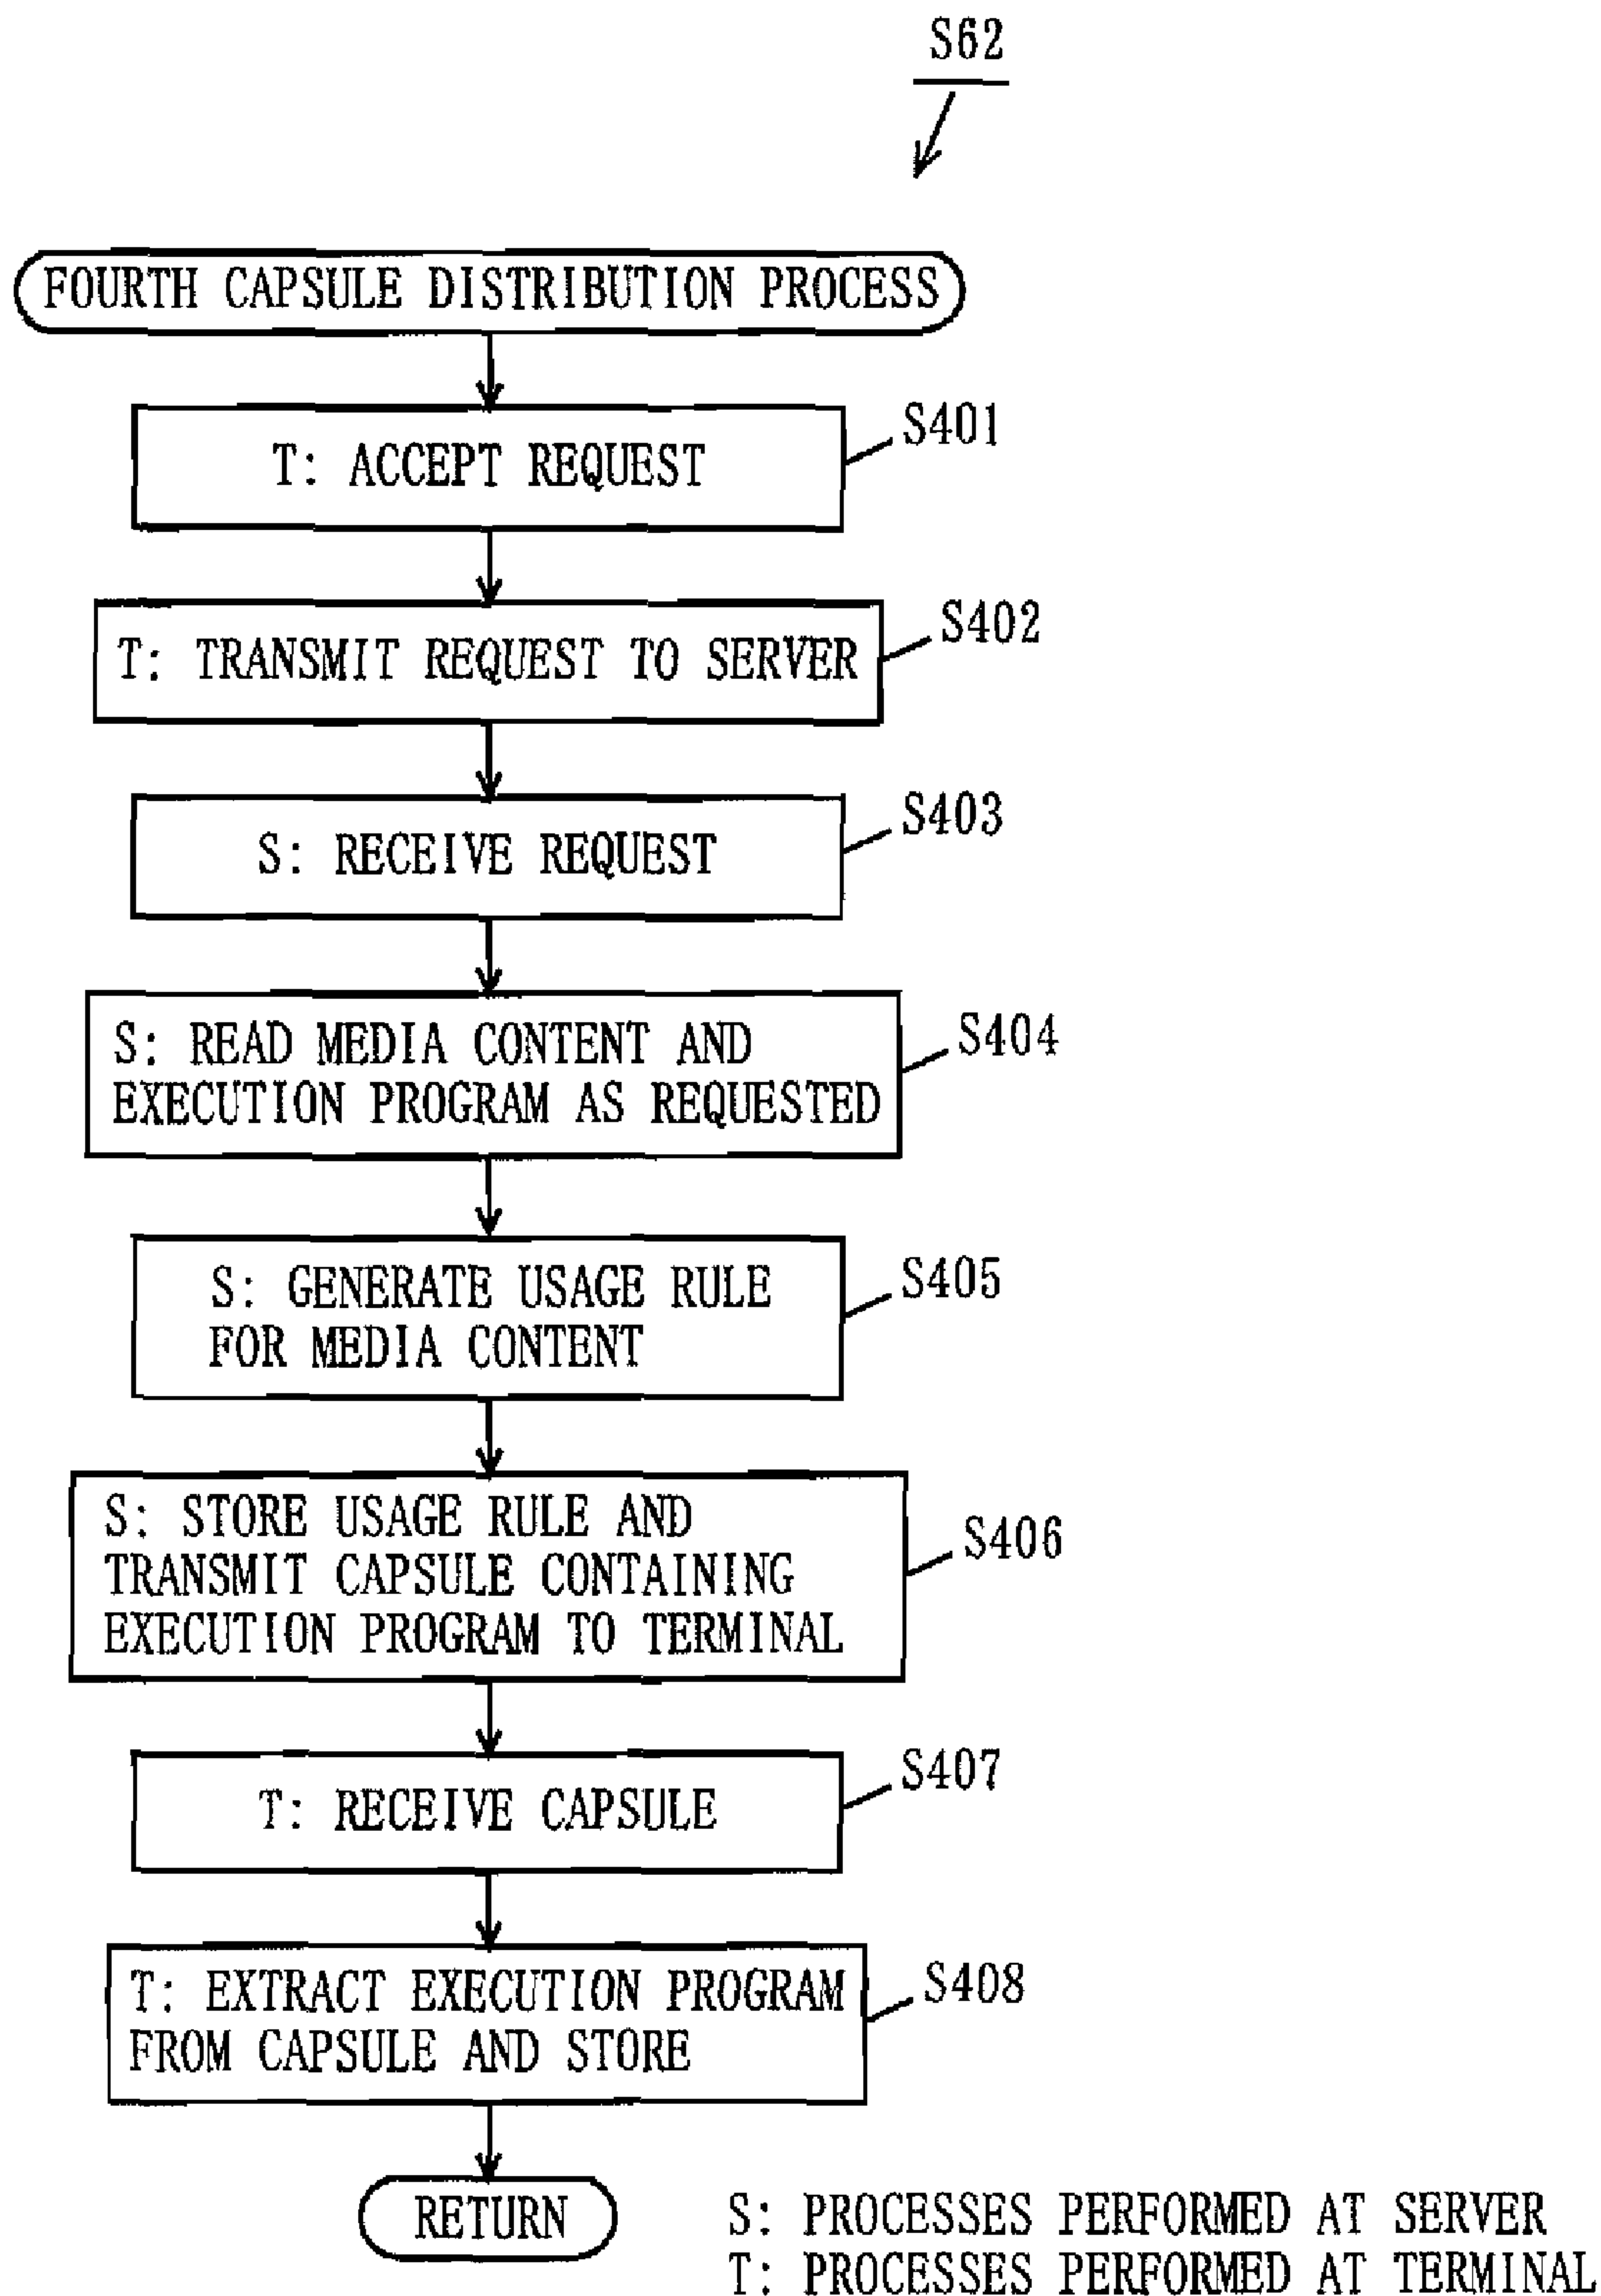 S62
FOURTH CAPSULE DISTRIBUTION PROCESS
T: ACCEPT REQUEST
S401
T: TRANSMIT REQUEST TO SERVER
S402
S: RECEIVE REQUEST
S403
S: READ MEDIA CONTENT AND
EXECUTION PROGRAM AS REQUESTED
S404
S: GENERATE USAGE RULE
FOR MEDIA CONTENT
S405
S: STORE USAGE RULE AND
TRANSMIT CAPSULE CONTAINING
EXECUTION PROGRAM TO TERMINAL
S406
T: RECEIVE CAPSULE
S407
T: EXTRACT EXECUTION PROGRAM
FROM CAPSULE AND STORE
S408
RETURN
S: PROCESSES PERFORMED AT SERVER
T: PROCESSES PERFORMED AT TERMINAL